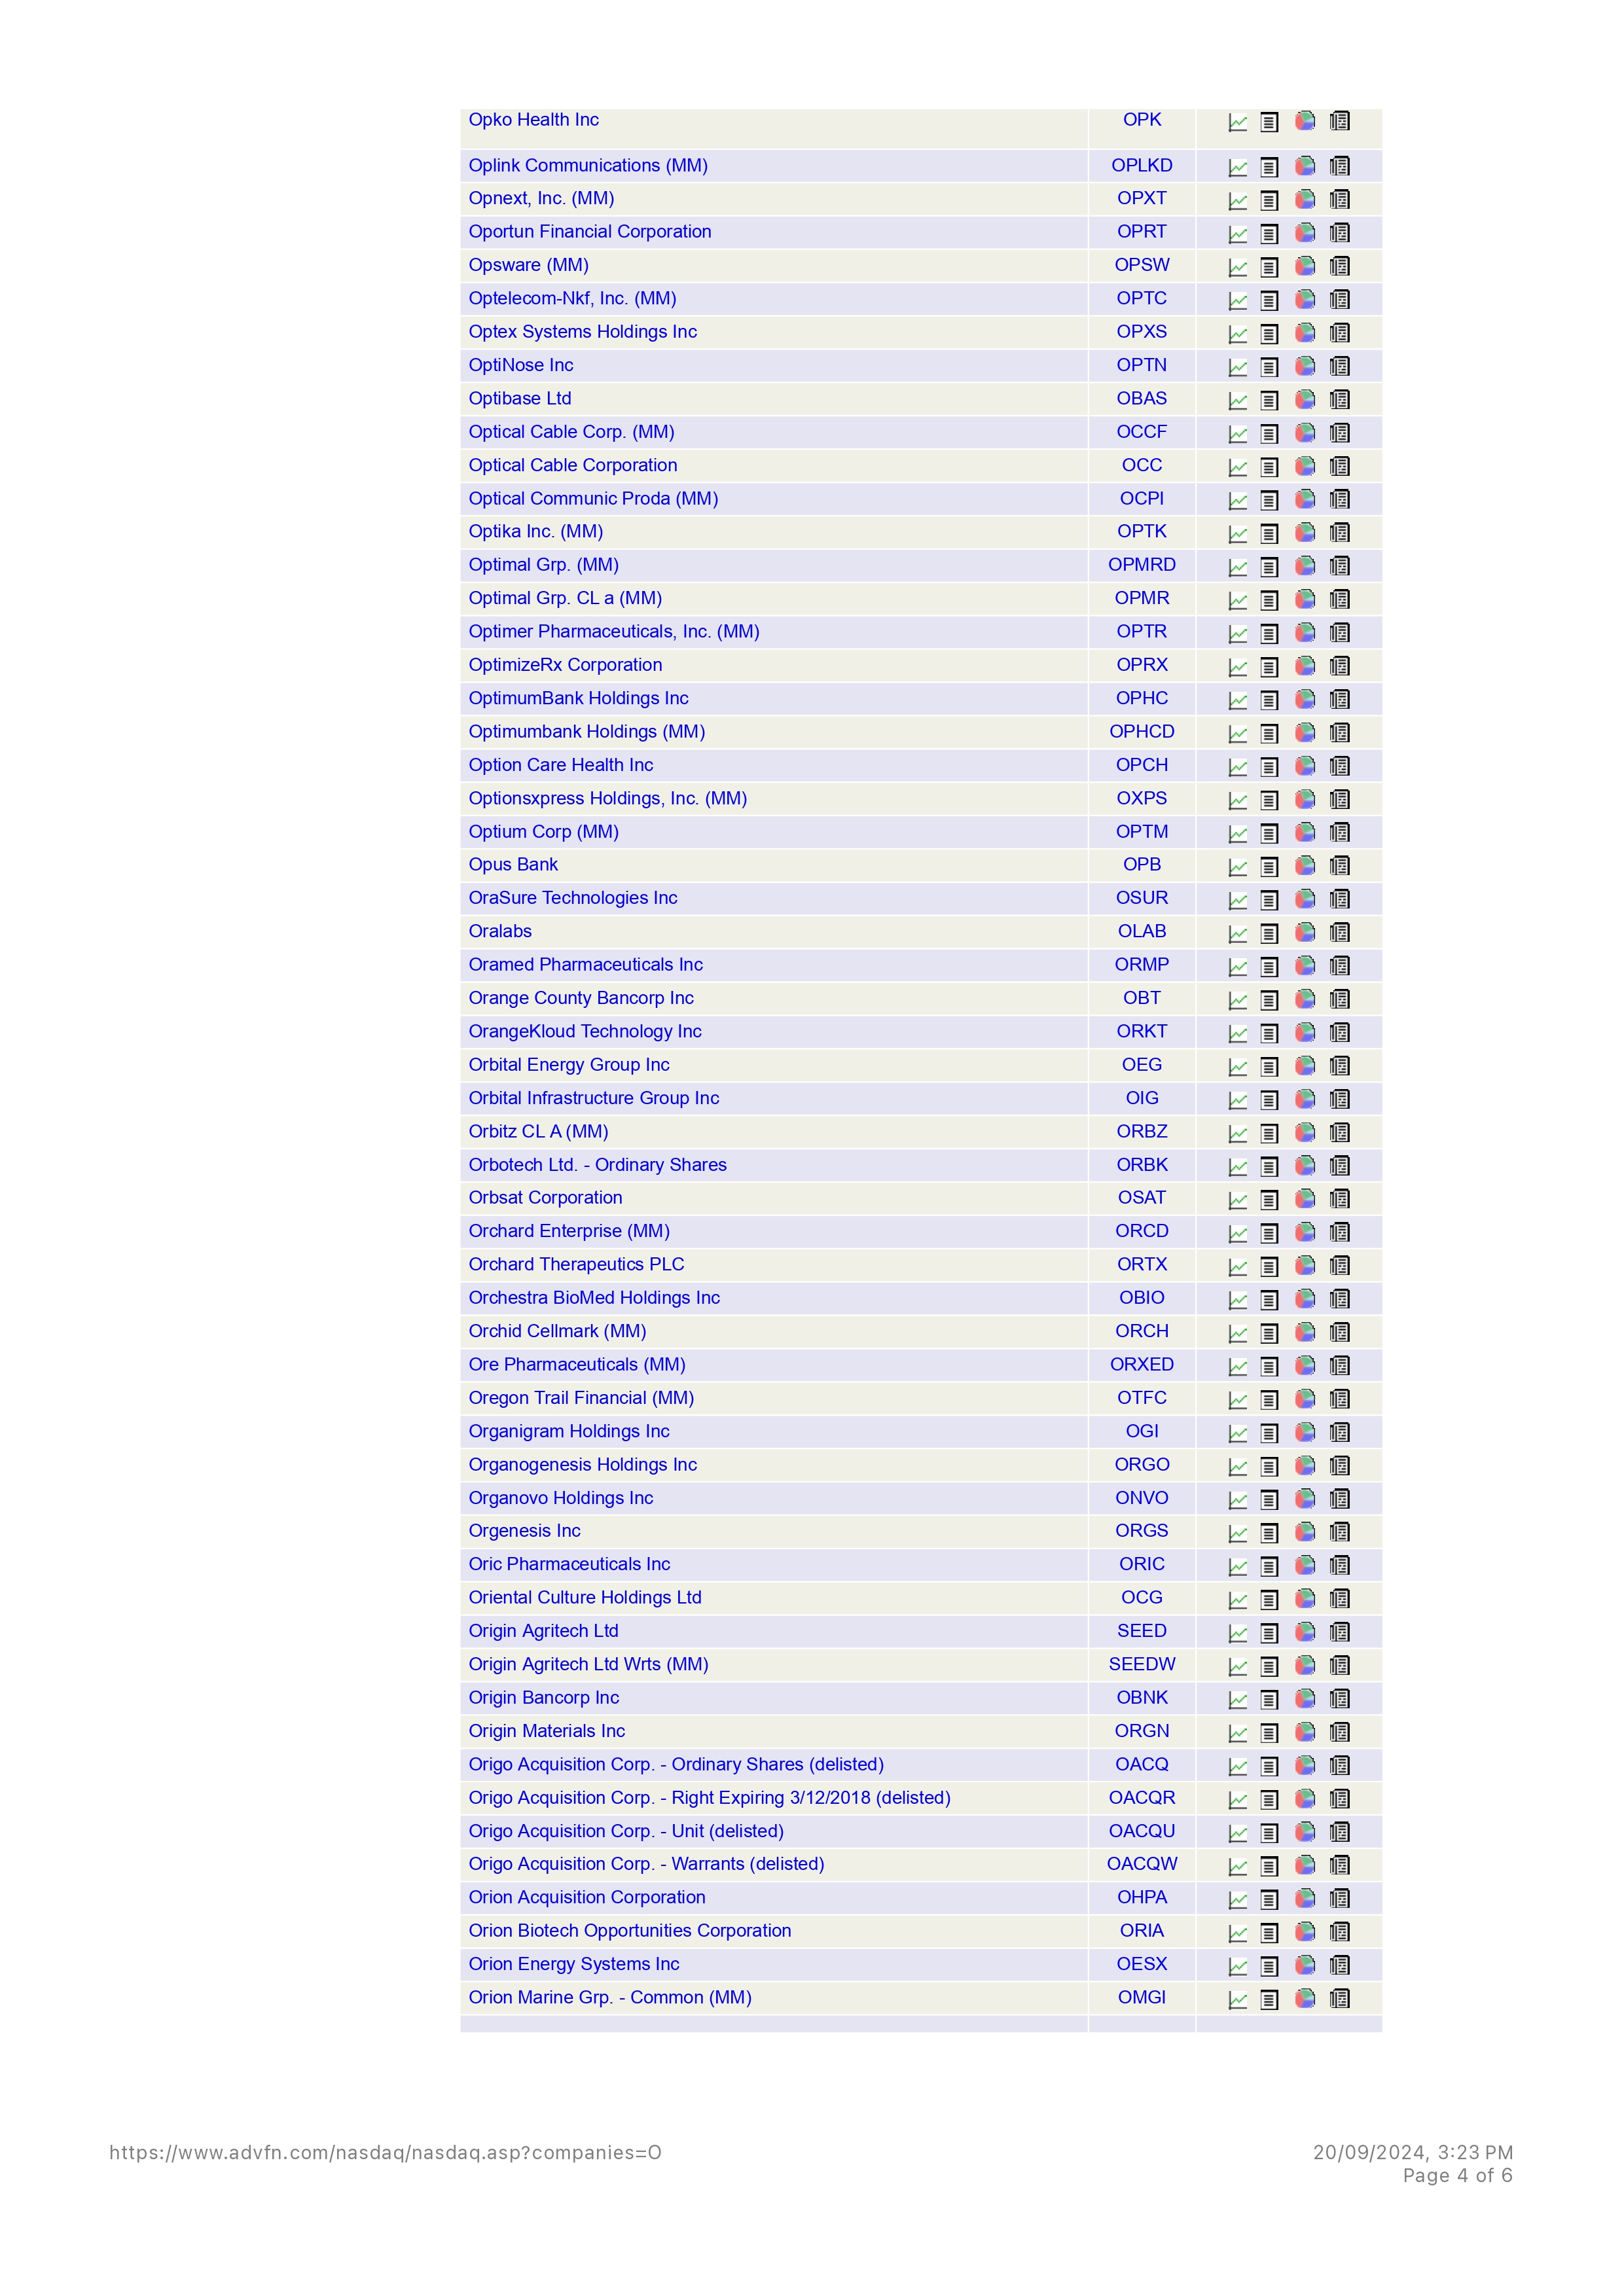 Opko Health Inc OPK
Oplink Communications (MM) OPLKD
Opnext, Inc. (MM) OPXT
Oportun Financial Corporation OPRT
Opsware (MM) OPSW
Optelecom-Nkf, Inc. (MM) OPTC
Optex Systems Holdings Inc OPXS
OptiNose Inc OPTN
Optibase Ltd OBAS
Optical Cable Corp. (MM) OCCF
Optical Cable Corporation OCC
Optical Communic Proda (MM) OCPI
Optika Inc. (MM) OPTK
Optimal Grp. (MM) OPMRD
Optimal Grp. CL a (MM) OPMR
Optimer Pharmaceuticals, Inc. (MM) OPTR
OptimizeRx Corporation OPRX
OptimumBank Holdings Inc OPHC
Optimumbank Holdings (MM) OPHCD
Option Care Health Inc OPCH
Optionsxpress Holdings, Inc. (MM) OXPS
Optium Corp (MM) OPTM
Opus Bank OPB
OraSure Technologies Inc OSUR
Oralabs OLAB
Oramed Pharmaceuticals Inc ORMP
Orange County Bancorp Inc OBT
OrangeKloud Technology Inc ORKT
Orbital Energy Group Inc OEG
Orbital Infrastructure Group Inc OIG
Orbitz CL A (MM) ORBZ
Orbotech Ltd. - Ordinary Shares ORBK
Orbsat Corporation OSAT
Orchard Enterprise (MM) ORCD
Orchard Therapeutics PLC ORTX
Orchestra BioMed Holdings Inc OBIO
Orchid Cellmark (MM) ORCH
Ore Pharmaceuticals (MM) ORXED
Oregon Trail Financial (MM) OTFC
Organigram Holdings Inc OGI
Organogenesis Holdings Inc ORGO
Organovo Holdings Inc ONVO
Orgenesis Inc ORGS
Oric Pharmaceuticals Inc ORIC
Oriental Culture Holdings Ltd OCG
Origin Agritech Ltd SEED
Origin Agritech Ltd Wrts (MM) SEEDW
Origin Bancorp Inc OBNK
Origin Materials Inc ORGN
Origo Acquisition Corp. - Ordinary Shares (delisted) OACQ
Origo Acquisition Corp. - Right Expiring 3/12/2018 (delisted) OACQR
Origo Acquisition Corp. - Unit (delisted) OACQU
Origo Acquisition Corp. - Warrants (delisted) OACQW
Orion Acquisition Corporation OHPA
Orion Biotech Opportunities Corporation ORIA
Orion Energy Systems Inc OESX
Orion Marine Grp. - Common (MM) OMGI
https://www.advfn.com/nasdaq/nasdaq.asp?companies=O 20/09/2024, 3:23 PM
Page 4 of 6